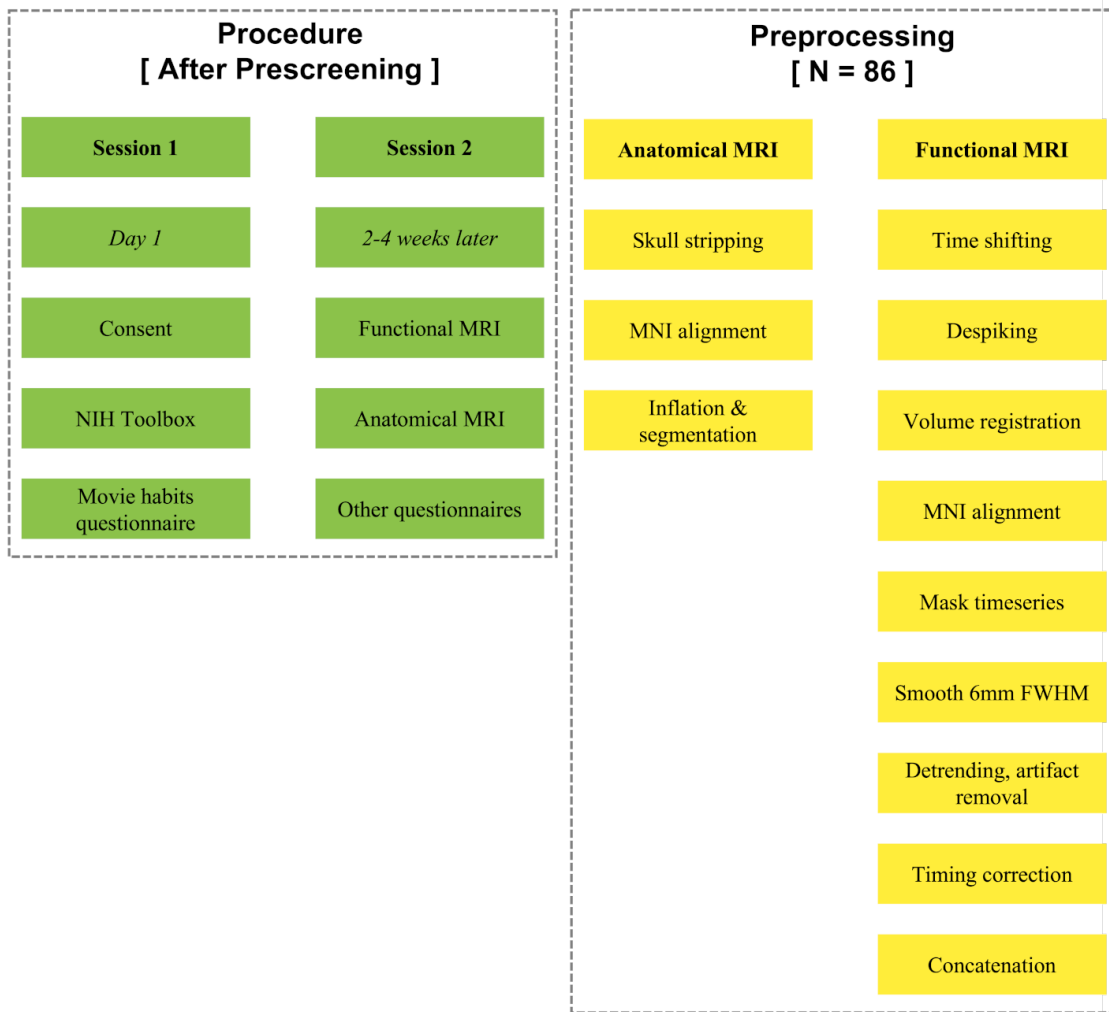 Procedure
[ After Prescreening ]
Session 1
Day 1
Consent
NIH Toolbox
Movie habits
questionnaire
Session 2
2-4 weeks later
Functional MRI
Anatomical MRI
Other questionnaires
Preprocessing
[ N = 86 ]
Anatomical MRI
Skull stripping
MNI alignment
Inflation &
segmentation
Functional MRI
Time shifting
Despiking
Volume registration
MNI alignment
Mask timeseries
Smooth 6mm FWHM
Detrending, artifact
removal
Timing correction
Concatenation